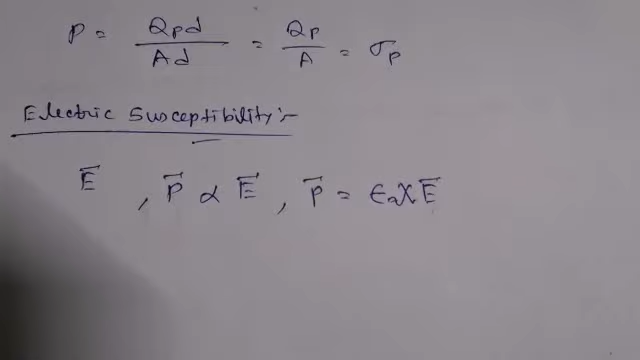 P = Qpd / Ad = Qp / A = σp
Electric Susceptibility:-
E̅ , P̅ α E̅ , P̅ = ε₀χE̅